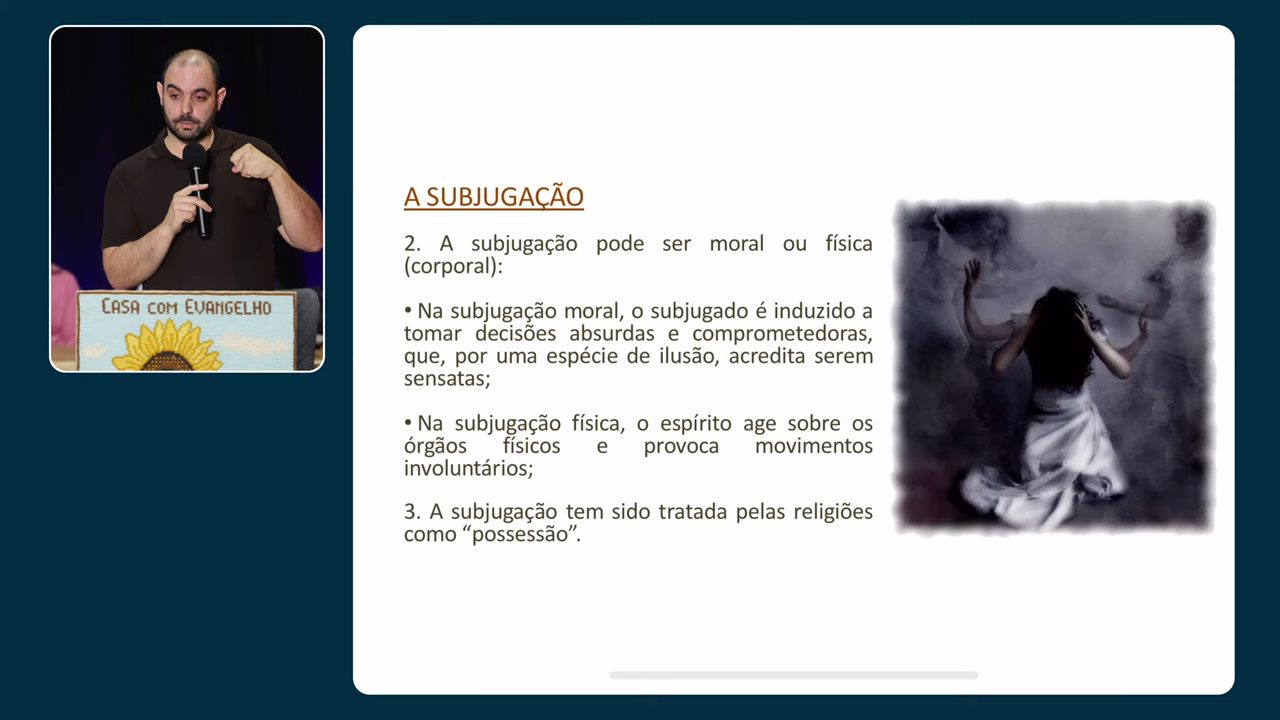 CASA COM EVANGELHO
A SUBJUGAÇÃO
2. A subjugação pode ser moral ou física
(corporal):
• Na subjugação moral, o subjugado é induzido a
tomar decisões absurdas e comprometedoras,
que, por uma espécie de ilusão, acredita serem
sensatas;
• Na subjugação física, o espírito age sobre os
órgãos físicos e provoca movimentos
involuntários;
3. A subjugação tem sido tratada pelas religiões
como “possessão”.